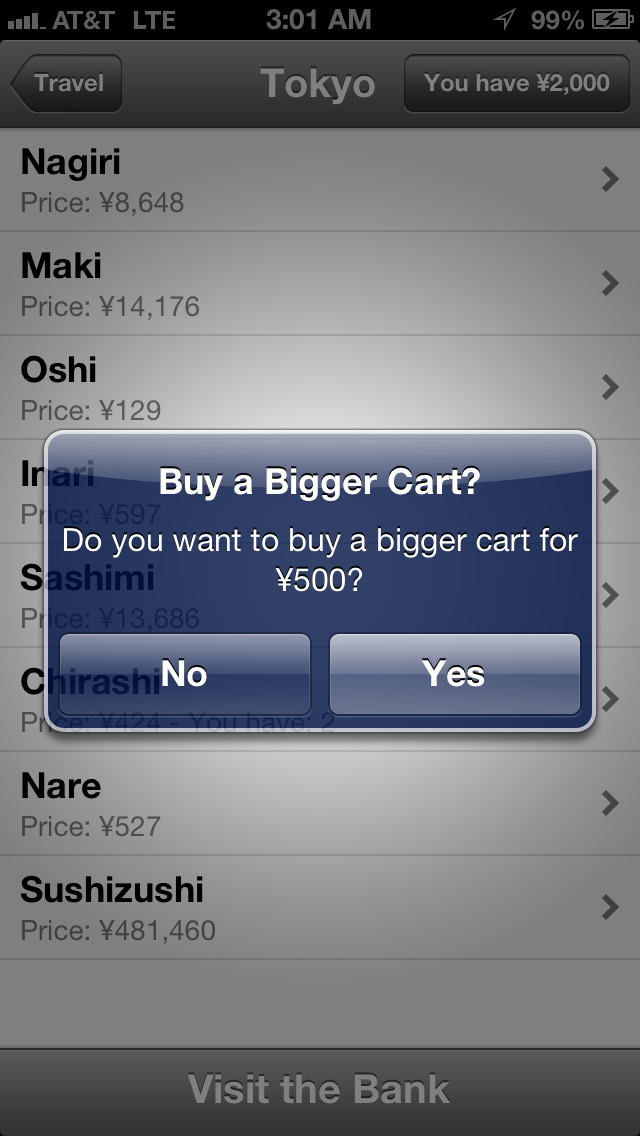 AT&T LTE 3:01 AM 99%
Travel Tokyo You have ¥2,000
Nagiri
Price: ¥8,648
Maki
Price: ¥14,176
Oshi
Price: ¥129
Inari
Price: ¥597
Buy a Bigger Cart?
Do you want to buy a bigger cart for
¥500?
Sashimi
Price: ¥13,686
No Yes
Chirashi
Price: ¥424 - You have: 2
Nare
Price: ¥527
Sushizushi
Price: ¥481,460
Visit the Bank